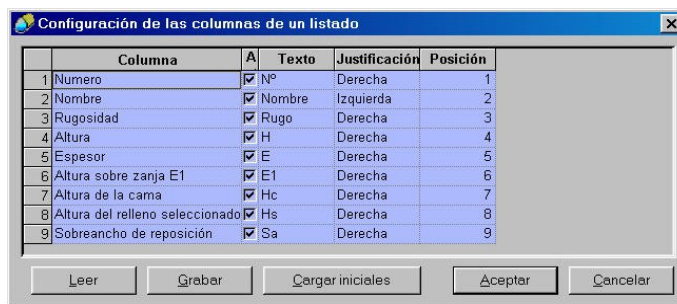 Configuración de las columnas de un listado
Columna A Texto Justificación Posición
1 Numero Nº Derecha 1
2 Nombre Nombre Izquierda 2
3 Rugosidad Rugo Derecha 3
4 Altura H Derecha 4
5 Espesor E Derecha 5
6 Altura sobre zanja E1 E1 Derecha 6
7 Altura de la cama Hc Derecha 7
8 Altura del relleno seleccionado Hs Derecha 8
9 Sobreancho de reposición Sa Derecha 9
Leer Grabar Cargar iniciales Aceptar Cancelar